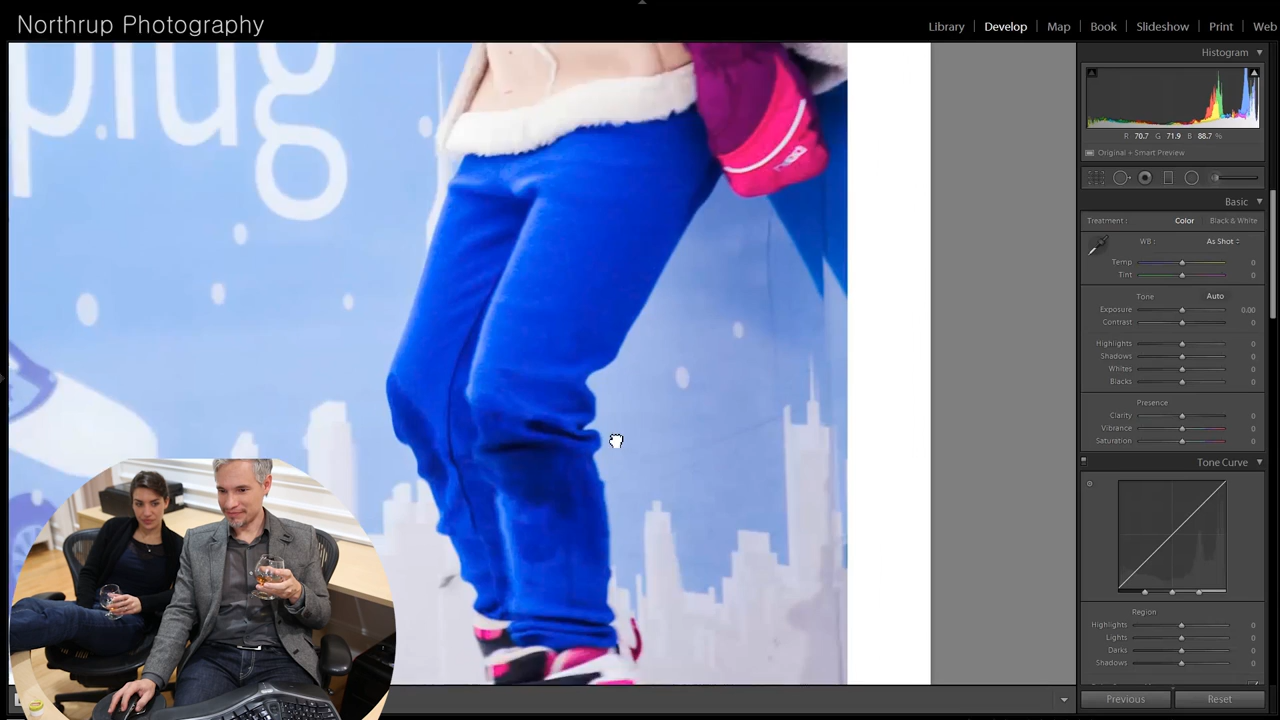 Northrup Photography
Library | Develop | Map | Book | Slideshow | Print | Web
plug
Histogram
R 70.7 G 71.9 B 88.7 %
Original + Smart Preview
Basic
Treatment : Color Black & White
WB : As Shot
Temp 0
Tint 0
Tone Auto
Exposure 0.00
Contrast 0
Highlights 0
Shadows 0
Whites 0
Blacks 0
Presence
Clarity 0
Vibrance 0
Saturation 0
Tone Curve
Region
Highlights 0
Lights 0
Darks 0
Shadows 0
Previous Reset